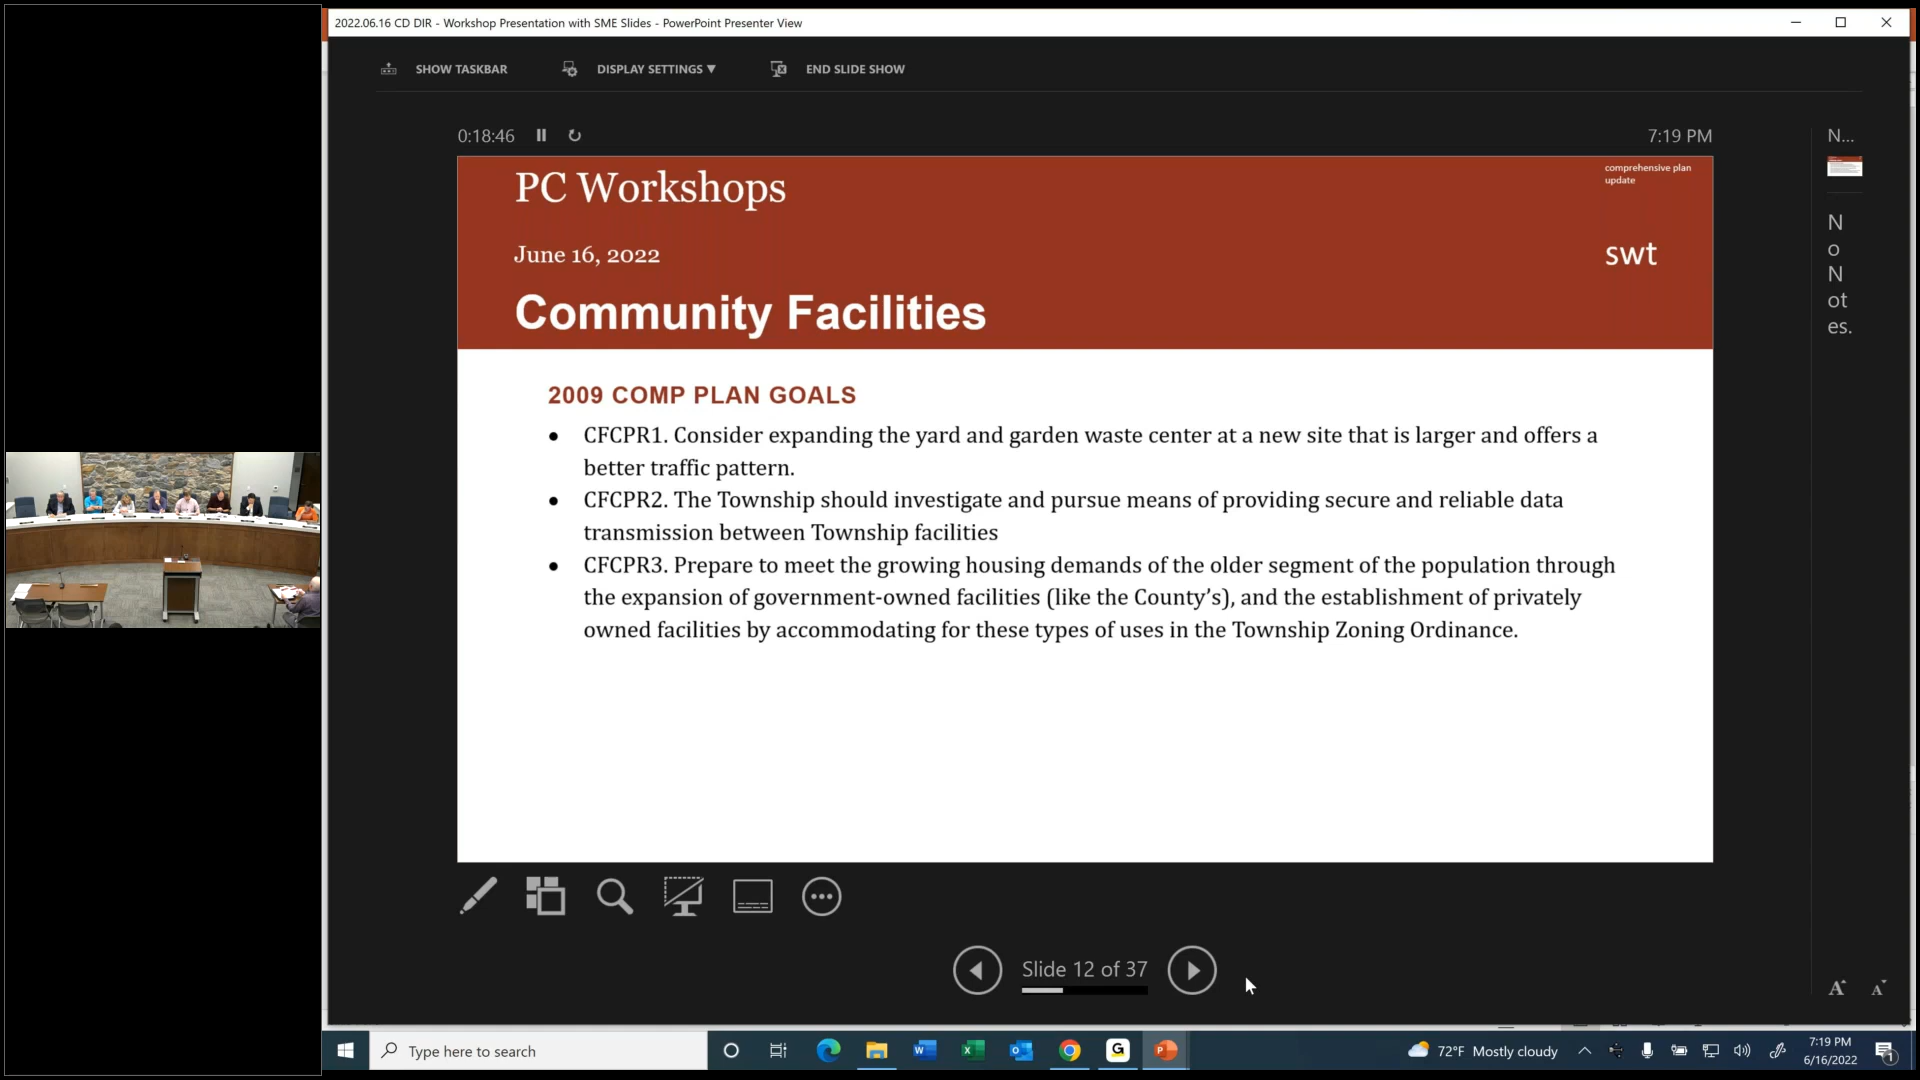 2022.06.16 CD DIR - Workshop Presentation with SME Slides - PowerPoint Presenter View
SHOW TASKBAR
DISPLAY SETTINGS ▼
END SLIDE SHOW
0:18:46
7:19 PM
N...
PC Workshops
comprehensive plan
update
June 16, 2022
swt
Community Facilities
N
o
N
ot
es.
2009 COMP PLAN GOALS
• CFCPR1. Consider expanding the yard and garden waste center at a new site that is larger and offers a
better traffic pattern.
• CFCPR2. The Township should investigate and pursue means of providing secure and reliable data
transmission between Township facilities
• CFCPR3. Prepare to meet the growing housing demands of the older segment of the population through
the expansion of government-owned facilities (like the County's), and the establishment of privately
owned facilities by accommodating for these types of uses in the Township Zoning Ordinance.
Slide 12 of 37
A A
Type here to search
72°F Mostly cloudy
7:19 PM
6/16/2022
1